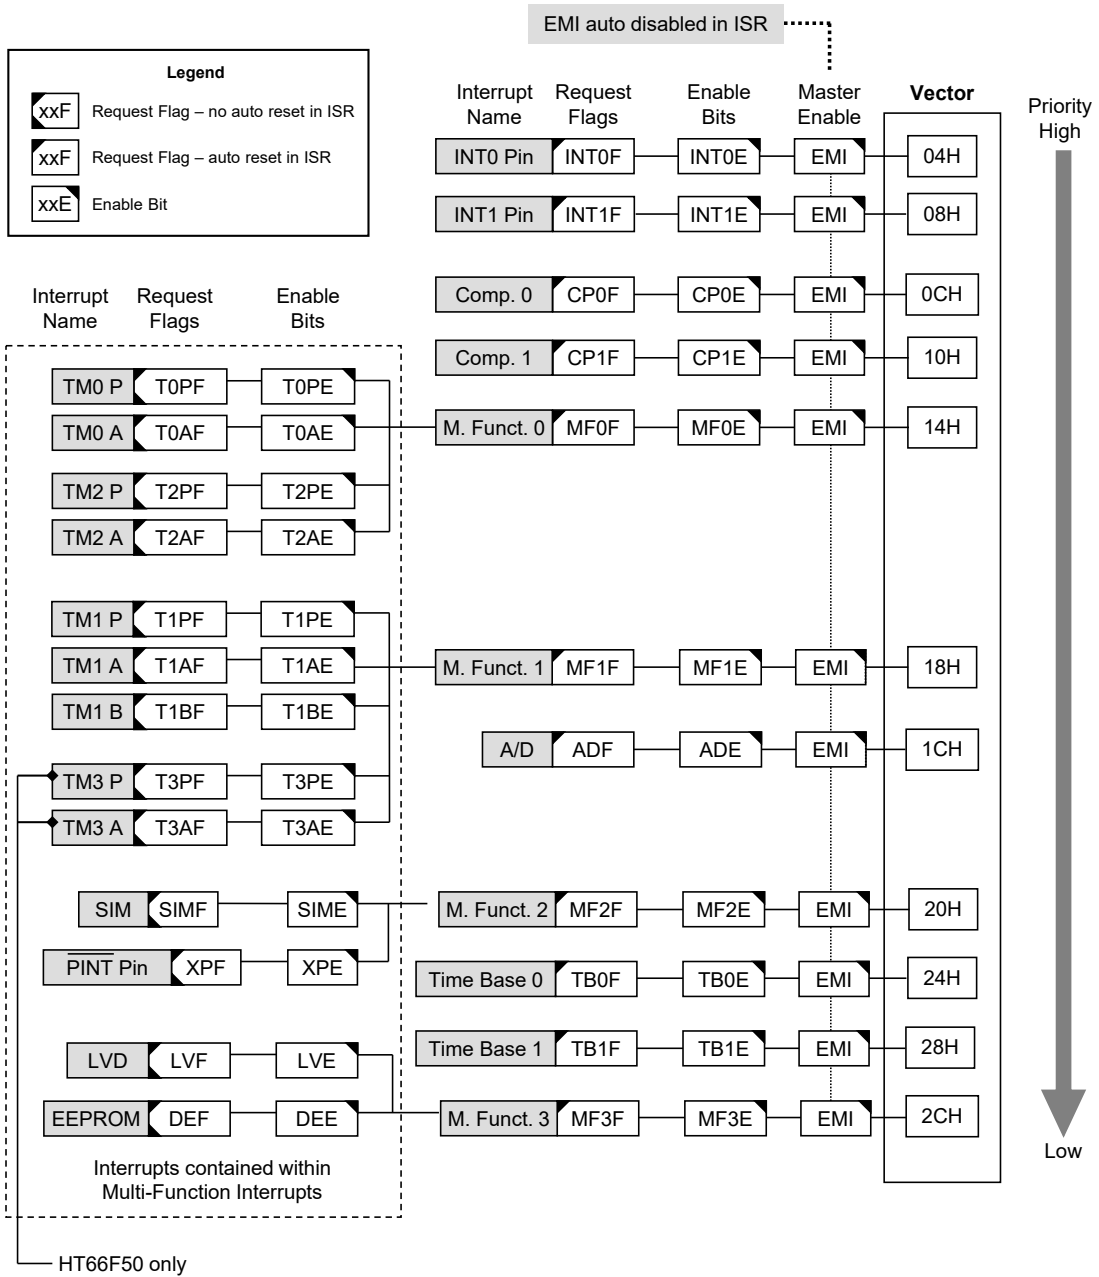 EMI auto disabled in ISR
Legend
xxF Request Flag – no auto reset in ISR
xxF Request Flag – auto reset in ISR
xxE Enable Bit
Interrupt Name Request Flags Enable Bits Master Enable Vector
Priority High
INT0 Pin INT0F INT0E EMI 04H
INT1 Pin INT1F INT1E EMI 08H
Comp. 0 CP0F CP0E EMI 0CH
Comp. 1 CP1F CP1E EMI 10H
M. Funct. 0 MF0F MF0E EMI 14H
M. Funct. 1 MF1F MF1E EMI 18H
A/D ADF ADE EMI 1CH
M. Funct. 2 MF2F MF2E EMI 20H
Time Base 0 TB0F TB0E EMI 24H
Time Base 1 TB1F TB1E EMI 28H
M. Funct. 3 MF3F MF3E EMI 2CH
Low
Interrupt Name Request Flags Enable Bits
TM0 P T0PF T0PE
TM0 A T0AF T0AE
TM2 P T2PF T2PE
TM2 A T2AF T2AE
TM1 P T1PF T1PE
TM1 A T1AF T1AE
TM1 B T1BF T1BE
TM3 P T3PF T3PE
TM3 A T3AF T3AE
SIM SIMF SIME
PINT Pin XPF XPE
LVD LVF LVE
EEPROM DEF DEE
Interrupts contained within
Multi-Function Interrupts
HT66F50 only